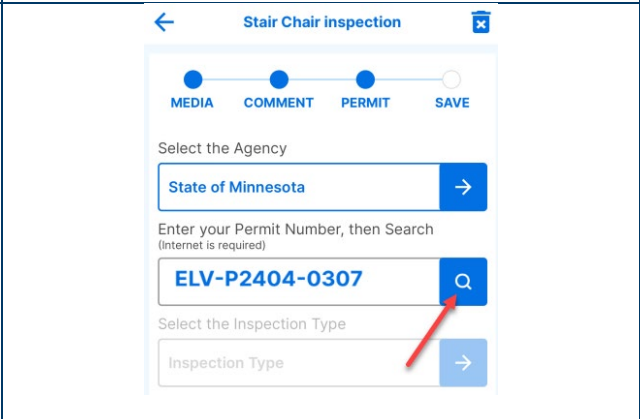 Stair Chair inspection
MEDIA COMMENT PERMIT SAVE
Select the Agency
State of Minnesota
Enter your Permit Number, then Search
(Internet is required)
ELV-P2404-0307
Select the Inspection Type
Inspection Type